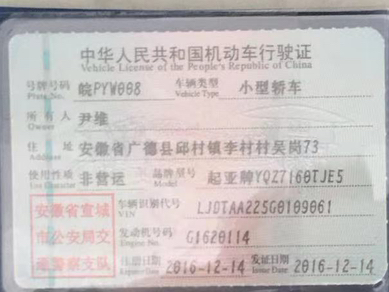 中华人民共和国机动车行驶证
Vehicle License of the People's Republic of China
号牌号码 皖PYW008 车辆类型 小型轿车
Plate No. Vehicle Type
所有人 尹堆
Owner
住址 安徽省广德县邱村镇李村村吴岗73
Address
使用性质 非营运 品牌型号 起亚牌YQZ7160TJE5
Use Character Model
安徽省宣城 车辆识别代号 LJDTAA225G0109061
VIN
市公安局交 发动机号码 G1620114
Engine No.
通警察支队 注册日期 2016-12-14 发证日期 2016-12-14
Register Date Issue Date